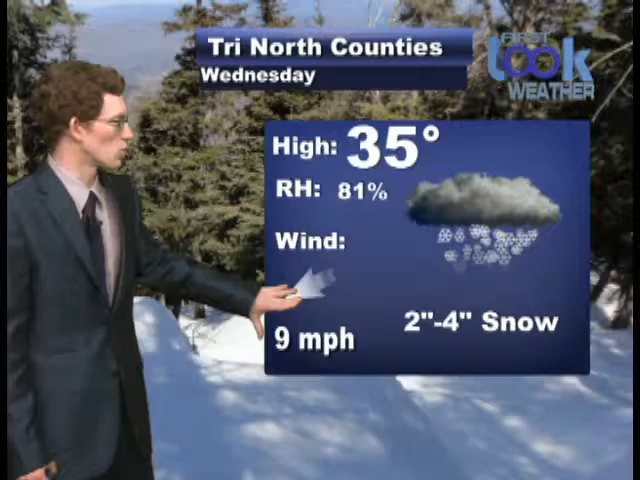 Tri North Counties
Wednesday
FIRST
Look
WEATHER
High: 35°
RH: 81%
Wind:
9 mph
2"-4" Snow